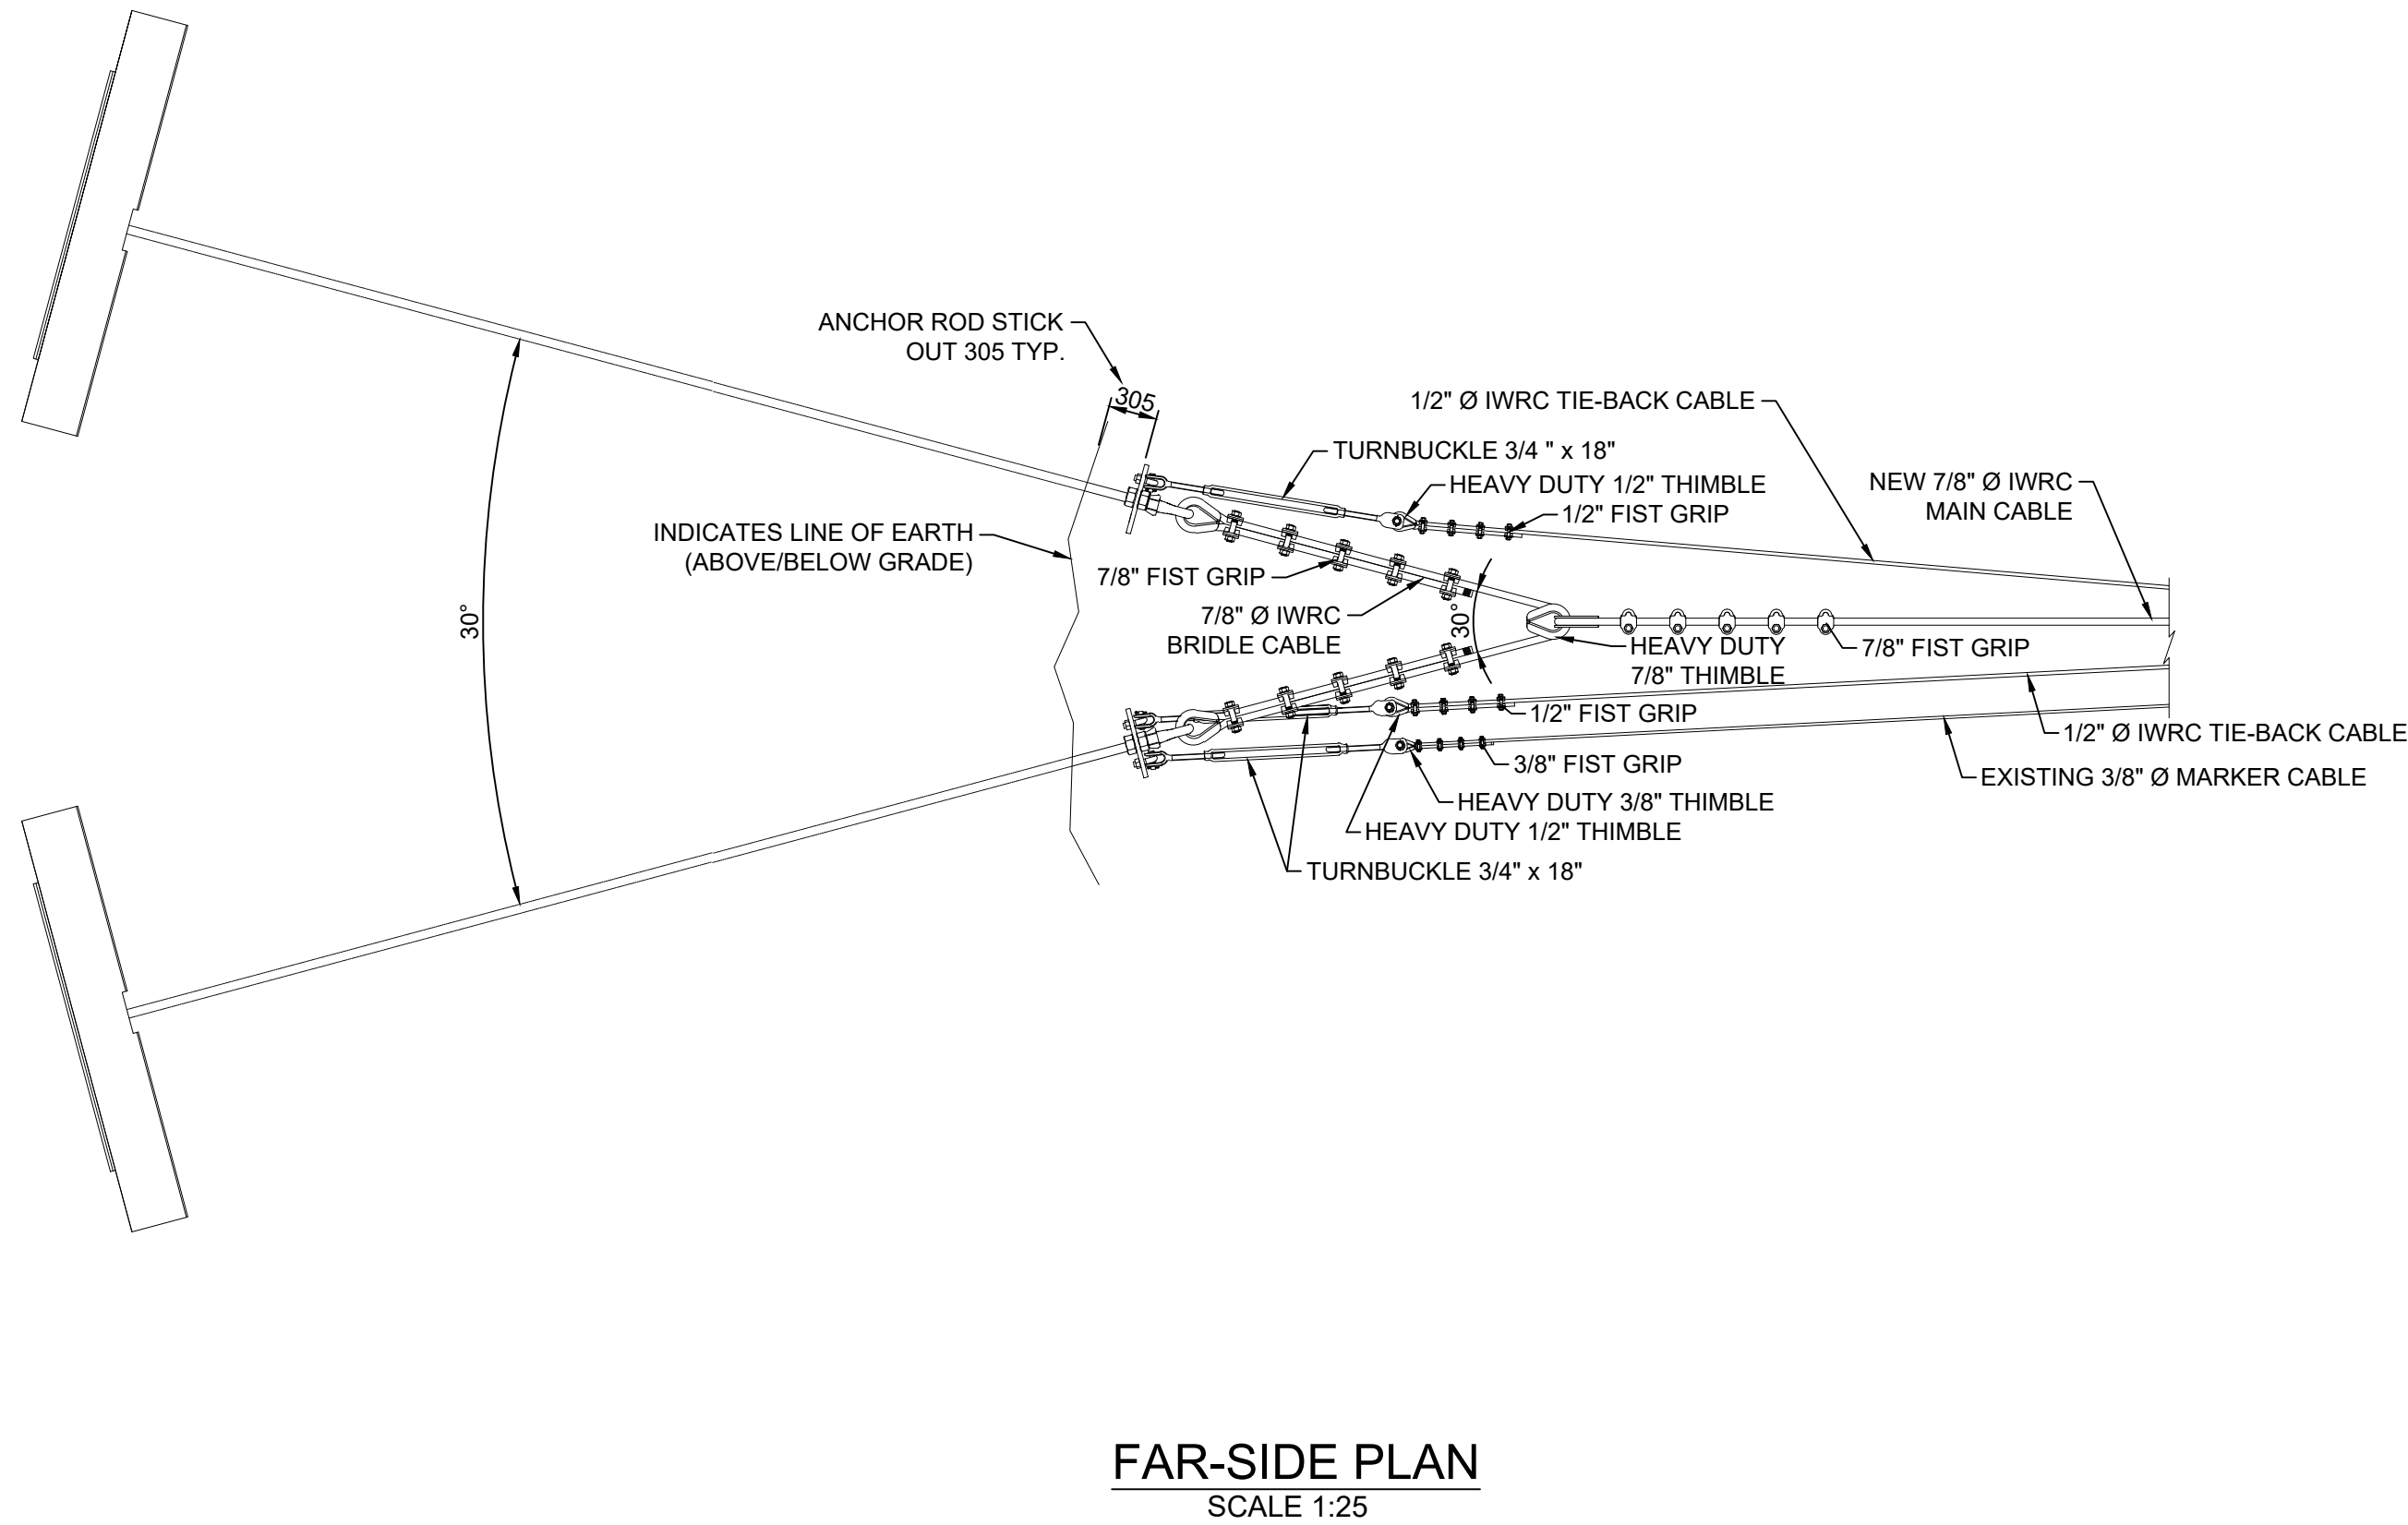 ANCHOR ROD STICK
OUT 305 TYP.
305
1/2" Ø IWRC TIE-BACK CABLE
TURNBUCKLE 3/4 " x 18"
HEAVY DUTY 1/2" THIMBLE
1/2" FIST GRIP
NEW 7/8" Ø IWRC
MAIN CABLE
INDICATES LINE OF EARTH
(ABOVE/BELOW GRADE)
7/8" FIST GRIP
7/8" Ø IWRC
BRIDLE CABLE
30°
30°
HEAVY DUTY
7/8" THIMBLE
7/8" FIST GRIP
1/2" FIST GRIP
1/2" Ø IWRC TIE-BACK CABLE
3/8" FIST GRIP
EXISTING 3/8" Ø MARKER CABLE
HEAVY DUTY 3/8" THIMBLE
HEAVY DUTY 1/2" THIMBLE
TURNBUCKLE 3/4" x 18"
FAR-SIDE PLAN
SCALE 1:25